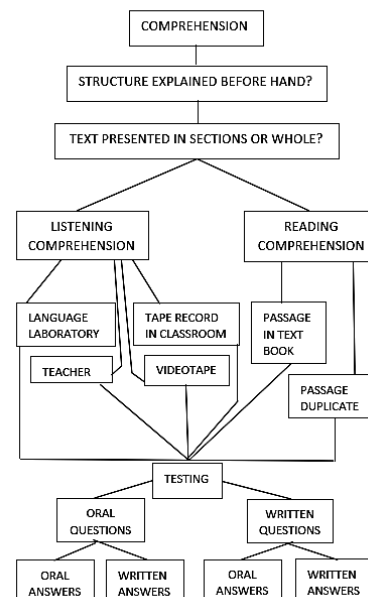 COMPREHENSION
STRUCTURE EXPLAINED BEFORE HAND?
TEXT PRESENTED IN SECTIONS OR WHOLE?
LISTENING
COMPREHENSION
READING
COMPREHENSION
LANGUAGE
LABORATORY
TAPE RECORD
IN CLASSROOM
PASSAGE
IN TEXT
BOOK
TEACHER
VIDEOTAPE
PASSAGE
DUPLICATE
TESTING
ORAL
QUESTIONS
WRITTEN
QUESTIONS
ORAL
ANSWERS
WRITTEN
ANSWERS
ORAL
ANSWERS
WRITTEN
ANSWERS